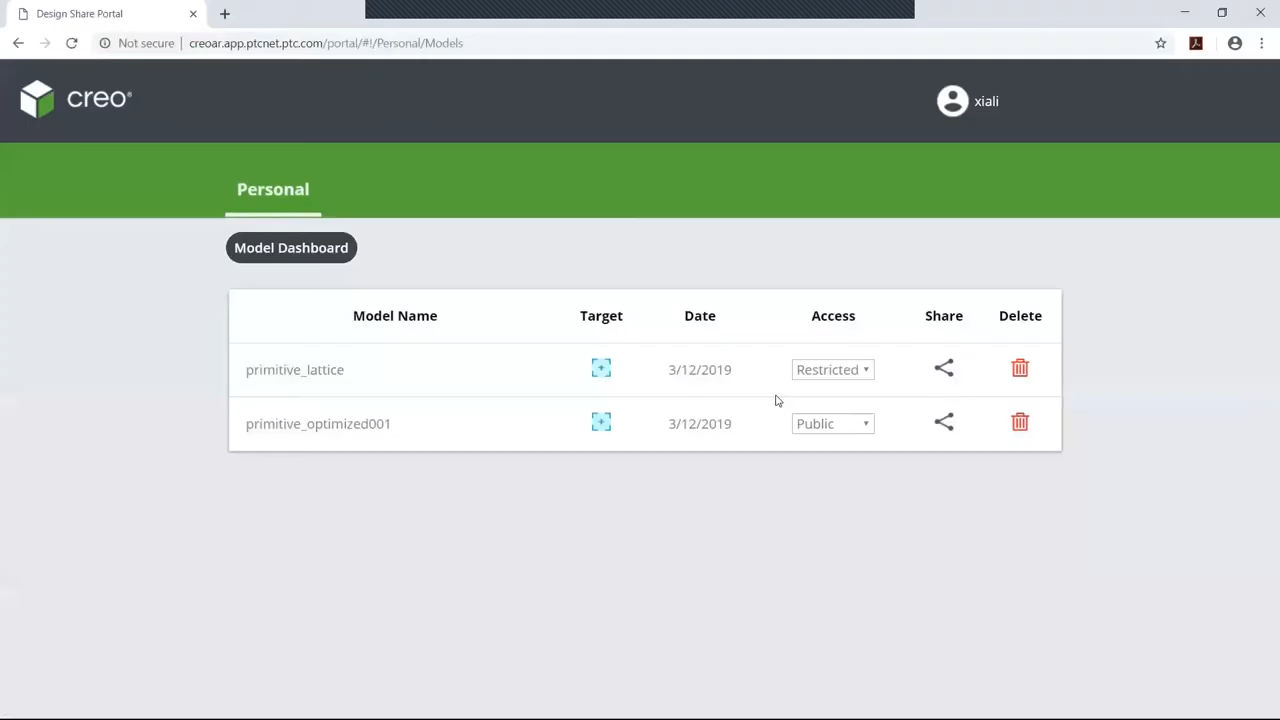 Design Share Portal
Not secure creoar.app.ptcnet.ptc.com/portal/#!/Personal/Models
creo®
xiali
Personal
Model Dashboard
Model Name Target Date Access Share Delete
primitive_lattice 3/12/2019 Restricted
primitive_optimized001 3/12/2019 Public